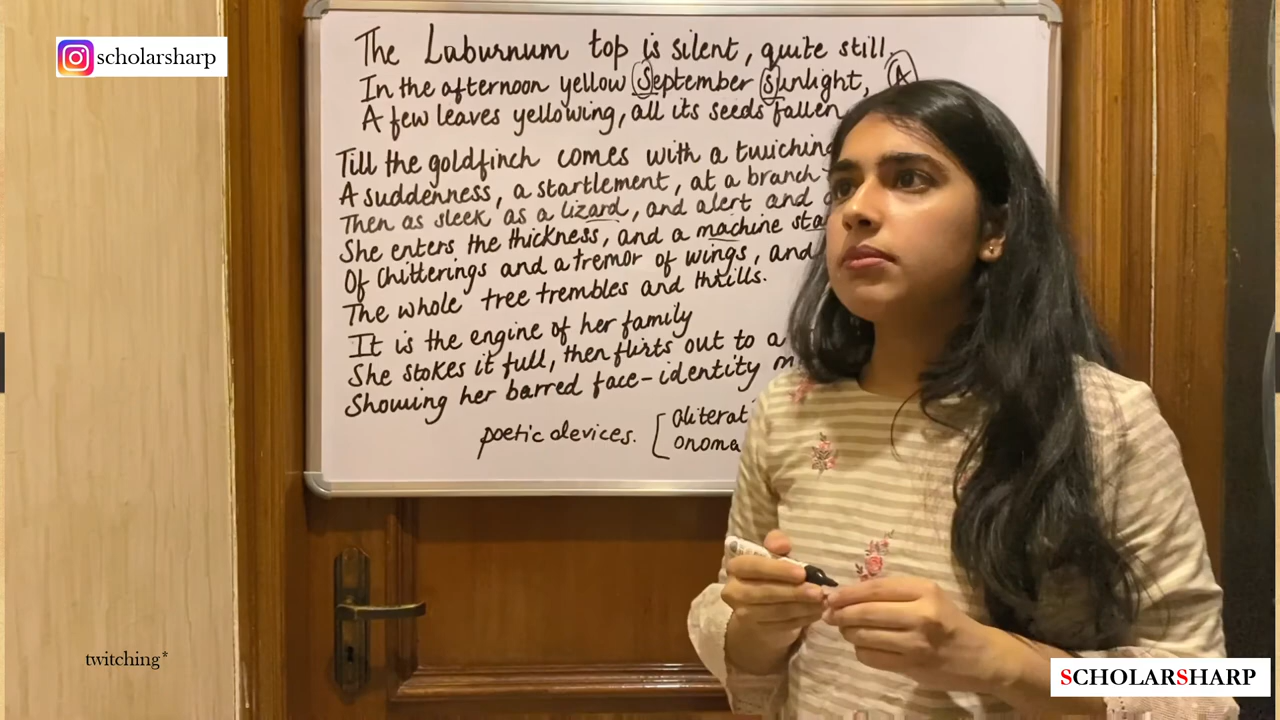 scholarsharp
The Laburnum top is silent, quite still
In the afternoon yellow September sunlight, A
A few leaves yellowing, all its seeds fallen
Till the goldfinch comes with a twiching
A suddenness, a startlement, at a branch
Then as sleek as a lizard, and alert and
She enters the thickness, and a machine
Of chitterings and a tremor of wings, and
The whole tree trembles and thrills.
It is the engine of her family
She stokes it full, then flirts out to a
Showing her barred face-identity
poetic devices.
twitching*
SCHOLARSHARP